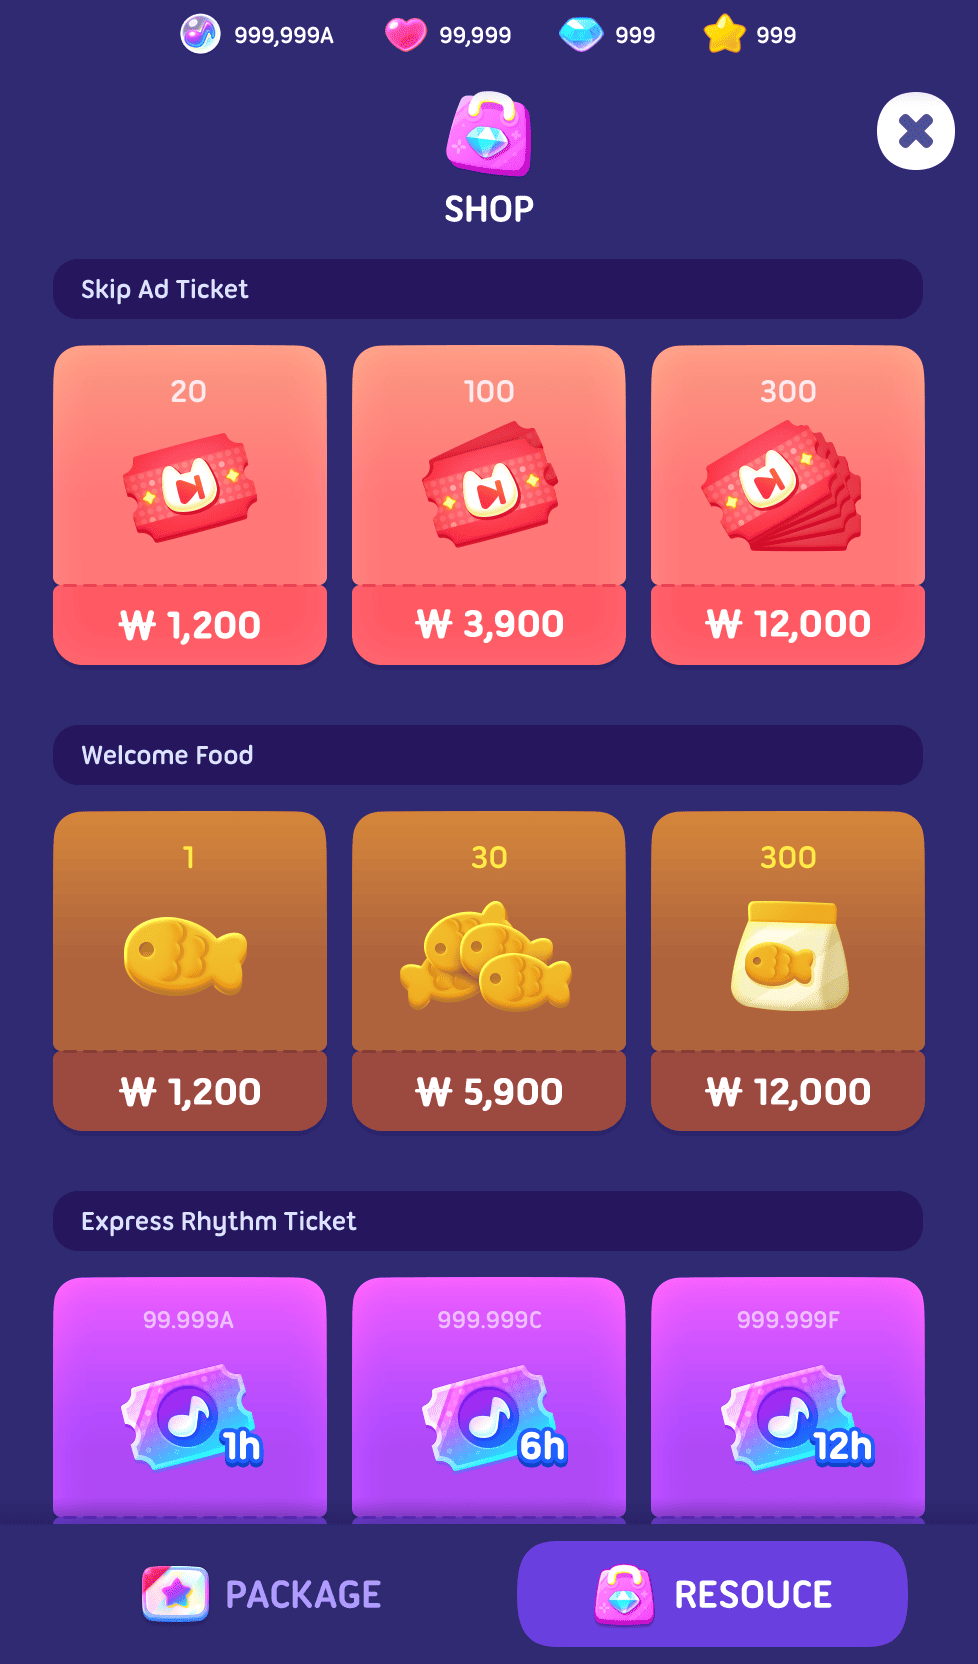 999,999A 99,999 999 999
SHOP
Skip Ad Ticket
20 100 300
₩ 1,200 ₩ 3,900 ₩ 12,000
Welcome Food
1 30 300
₩ 1,200 ₩ 5,900 ₩ 12,000
Express Rhythm Ticket
99.999A 999.999C 999.999F
1h 6h 12h
PACKAGE RESOUCE